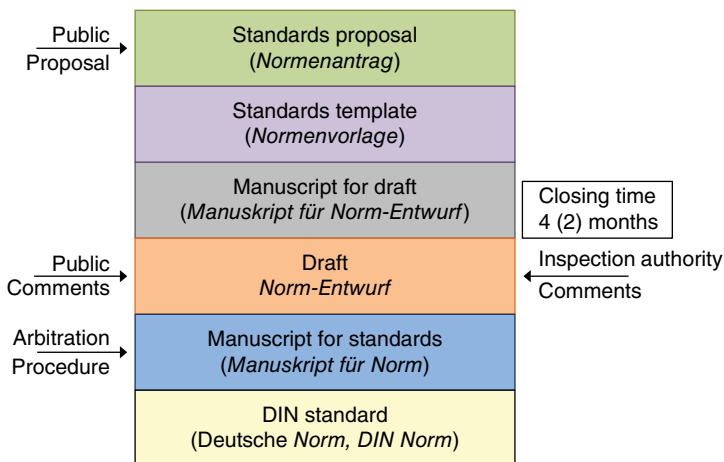 Public
Proposal
Standards proposal
(Normenantrag)
Standards template
(Normenvorlage)
Manuscript for draft
(Manuskript für Norm-Entwurf)
Closing time
4 (2) months
Public
Comments
Draft
Norm-Entwurf
Inspection authority
Comments
Arbitration
Procedure
Manuscript for standards
(Manuskript für Norm)
DIN standard
(Deutsche Norm, DIN Norm)